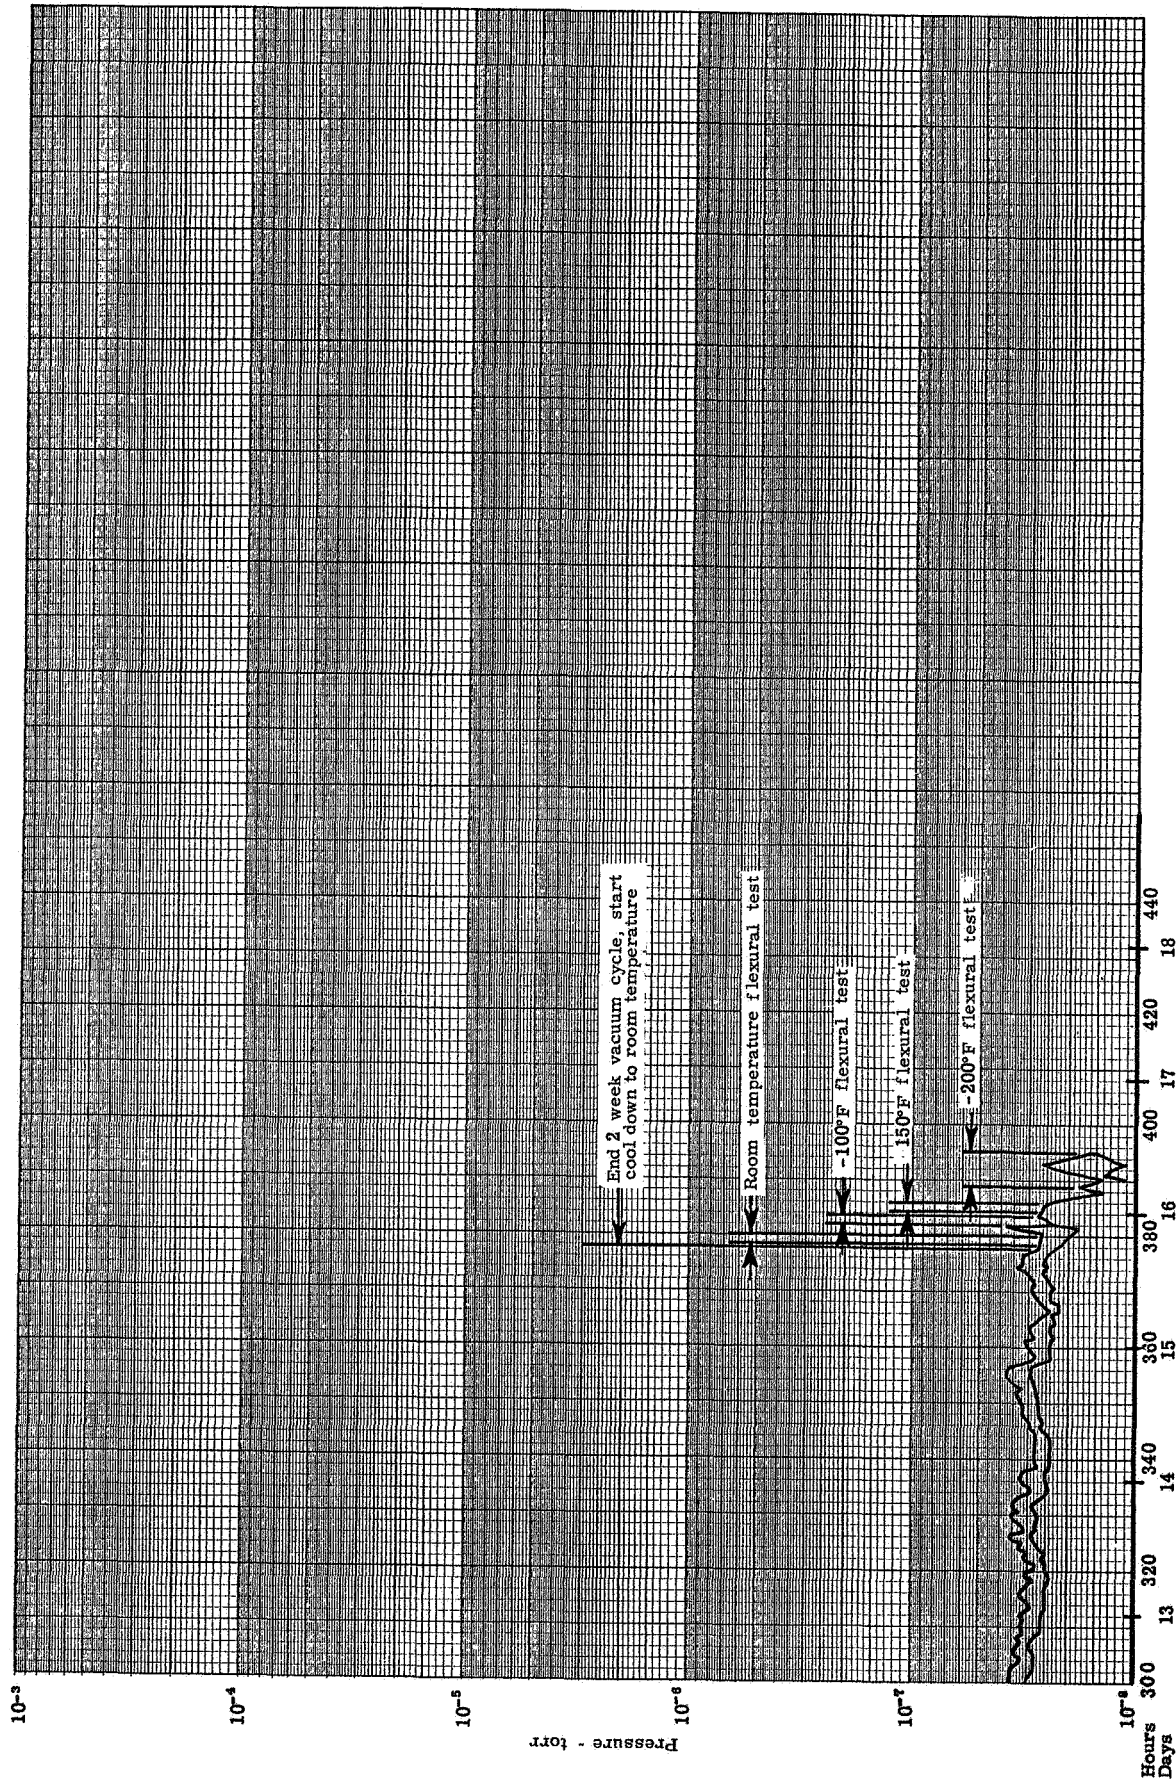 Pressure - torr
10-3
10-4
10-5
10-6
10-7
10-8
End 2 week vacuum cycle, start
cool down to room temperature
Room temperature flexural test
-100°F flexural test
150°F flexural test
-200°F flexural test
Hours 300 320 340 360 380 400 420 440
Days 13 14 15 16 17 18